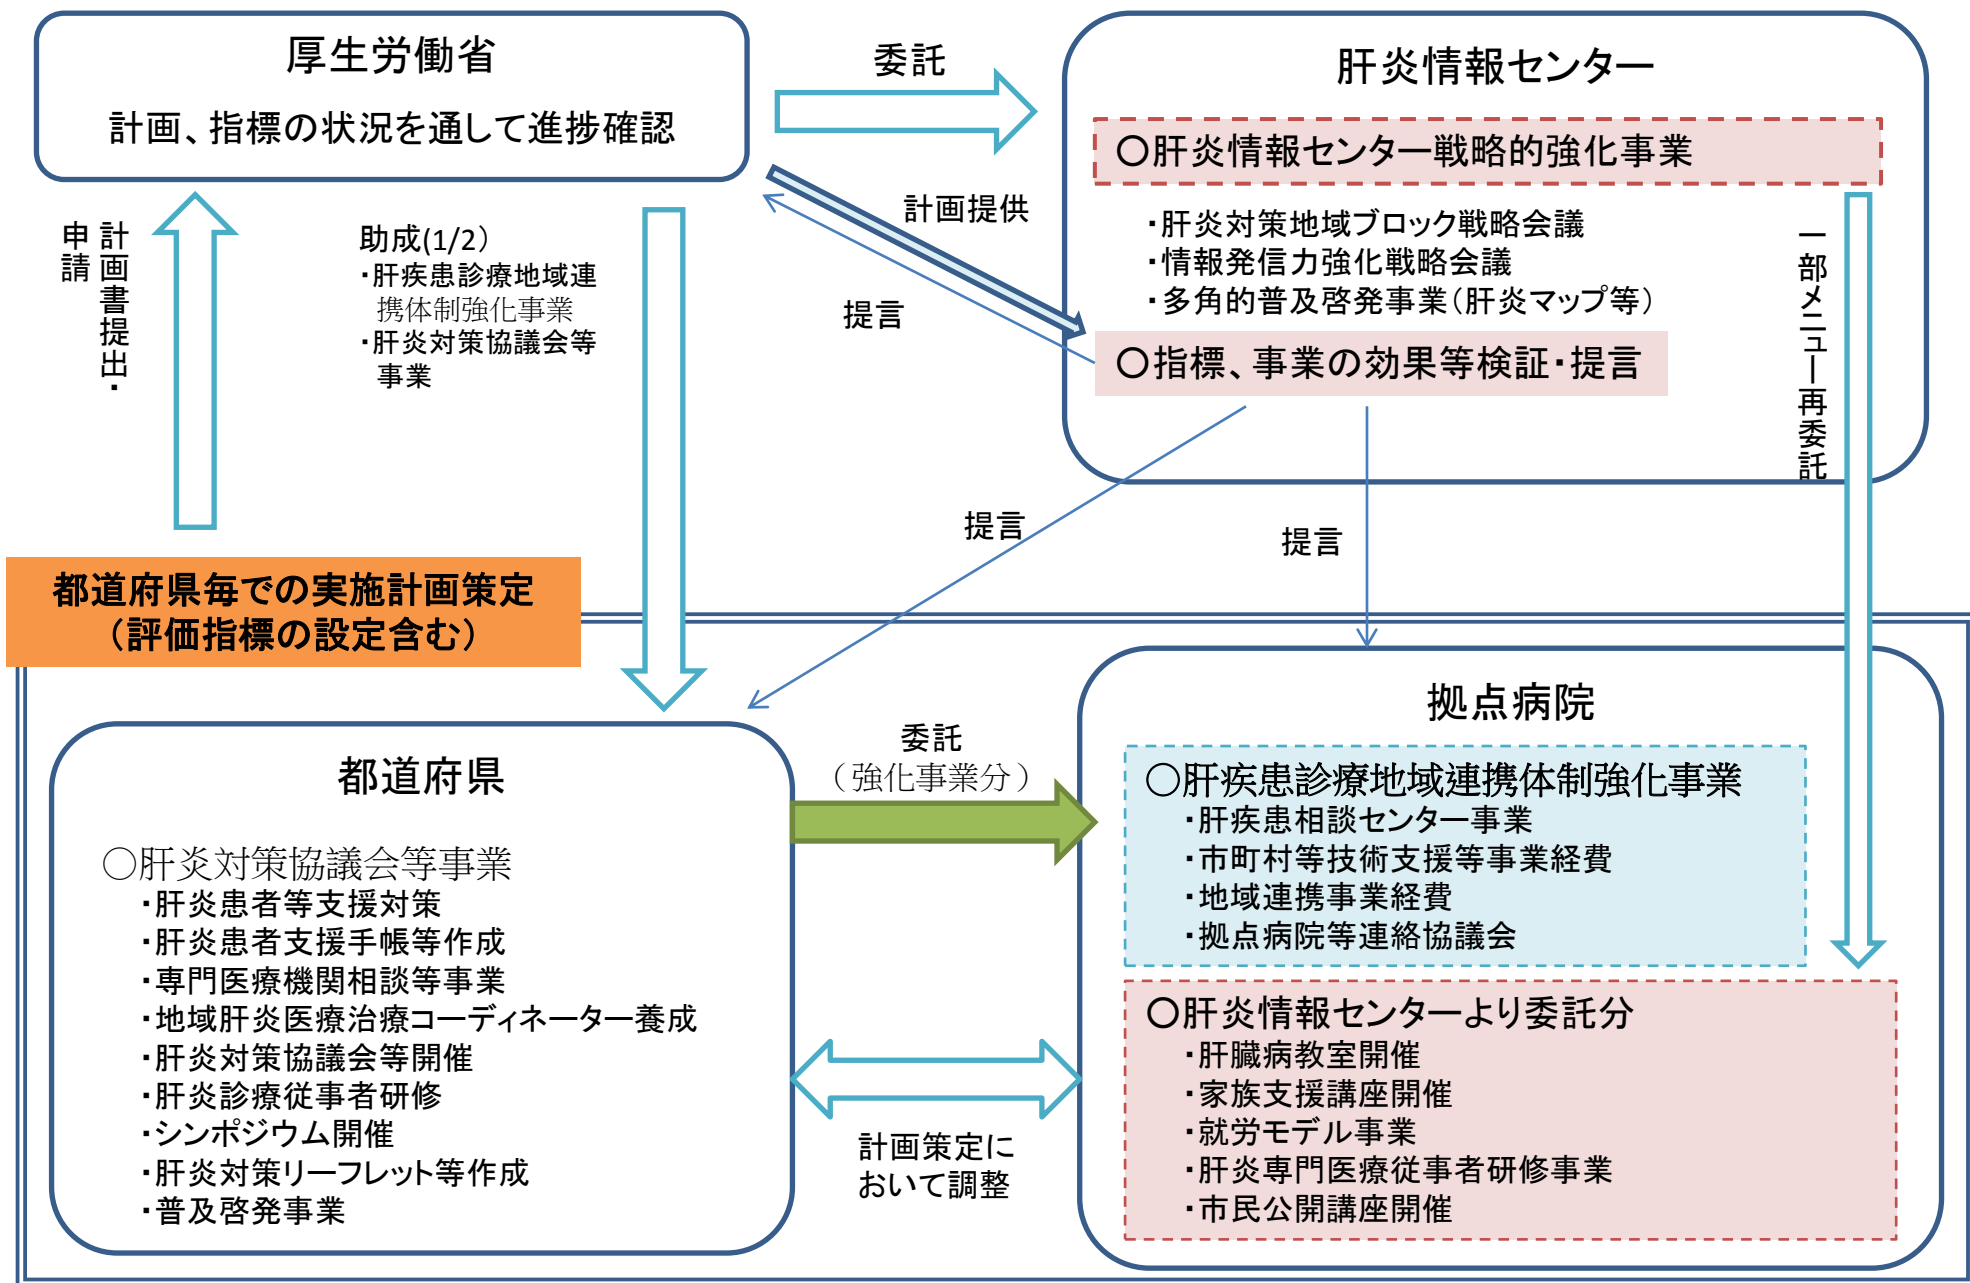 厚生労働省
計画、指標の状況を通して進捗確認
委託
肝炎情報センター
○肝炎情報センター戦略的強化事業
・肝炎対策地域ブロック戦略会議
・情報発信力強化戦略会議
・多角的普及啓発事業（肝炎マップ等）
○指標、事業の効果等検証・提言
一部メニュー再委託
計画提供
提言
計画書提出・
申請
助成(1/2）
・肝疾患診療地域連
携体制強化事業
・肝炎対策協議会等
事業
提言
提言
都道府県毎での実施計画策定
（評価指標の設定含む）
都道府県
○肝炎対策協議会等事業
・肝炎患者等支援対策
・肝炎患者支援手帳等作成
・専門医療機関相談等事業
・地域肝炎医療治療コーディネーター養成
・肝炎対策協議会等開催
・肝炎診療従事者研修
・シンポジウム開催
・肝炎対策リーフレット等作成
・普及啓発事業
委託
（強化事業分）
計画策定に
おいて調整
拠点病院
○肝疾患診療地域連携体制強化事業
・肝疾患相談センター事業
・市町村等技術支援等事業経費
・地域連携事業経費
・拠点病院等連絡協議会
○肝炎情報センターより委託分
・肝臓病教室開催
・家族支援講座開催
・就労モデル事業
・肝炎専門医療従事者研修事業
・市民公開講座開催